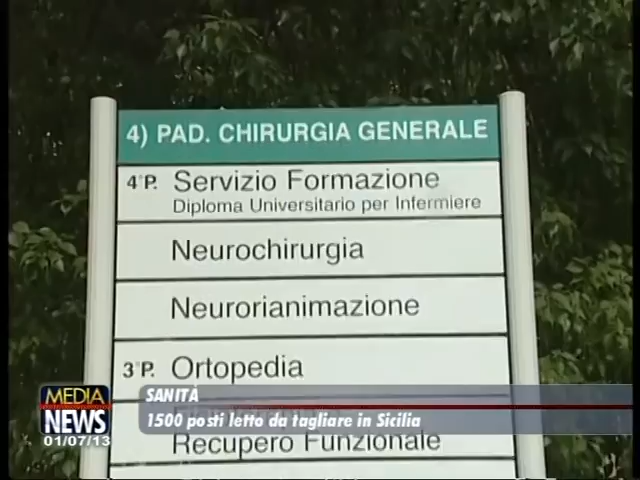 4) PAD. CHIRURGIA GENERALE
4°P. Servizio Formazione
Diploma Universitario per Infermiere
Neurochirurgia
Neurorianimazione
3°P. Ortopedia
Recupero Funzionale
MEDIA
NEWS
01/07/13
SANITÀ
1500 posti letto da tagliare in Sicilia